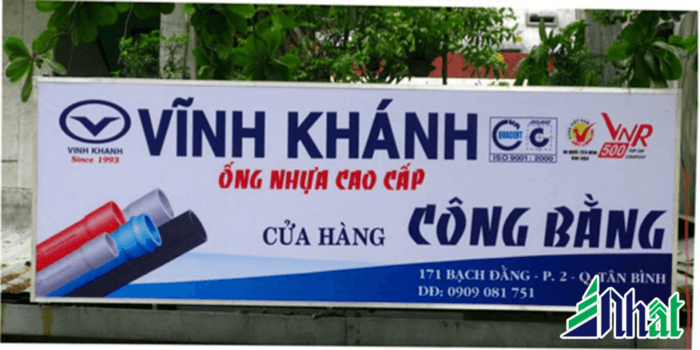 VĨNH KHÁNH
VINH KHANH
Since 1993
ỐNG NHỰA CAO CẤP
QUACERT
ISO 9001: 2000
VNR
500
CỬA HÀNG CÔNG BẰNG
171 BẠCH ĐẰNG - P. 2 - Q. TÂN BÌNH
DĐ: 0909 081 751
Nhất